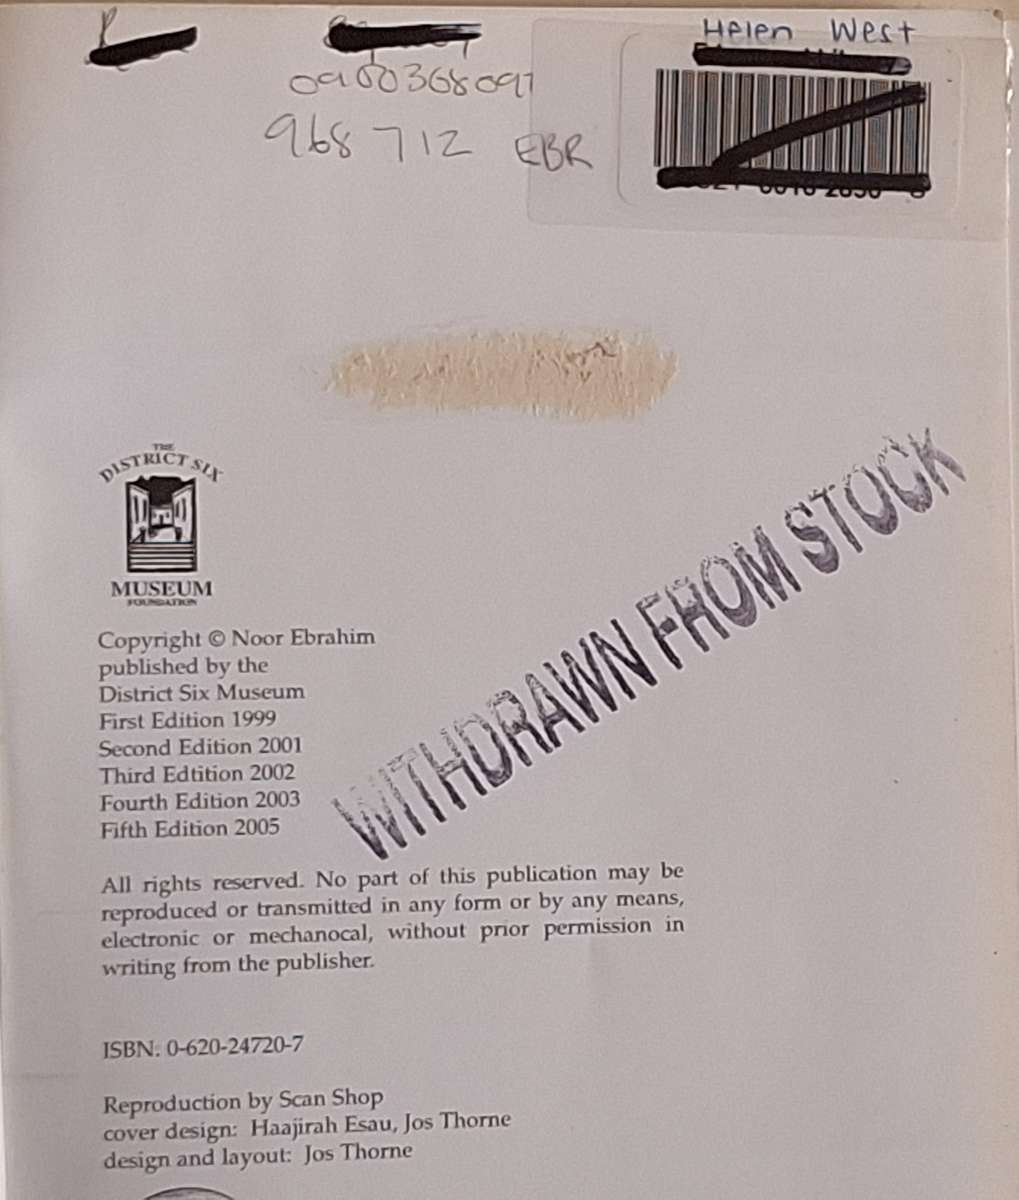 Helen West
0900368097
968 712 EBR
THE
DISTRICT SIX
MUSEUM
FOUNDATION
WITHDRAWN FROM STOCK
Copyright © Noor Ebrahim
published by the
District Six Museum
First Edition 1999
Second Edition 2001
Third Edtition 2002
Fourth Edition 2003
Fifth Edition 2005
All rights reserved. No part of this publication may be
reproduced or transmitted in any form or by any means,
electronic or mechanocal, without prior permission in
writing from the publisher.
ISBN: 0-620-24720-7
Reproduction by Scan Shop
cover design: Haajirah Esau, Jos Thorne
design and layout: Jos Thorne